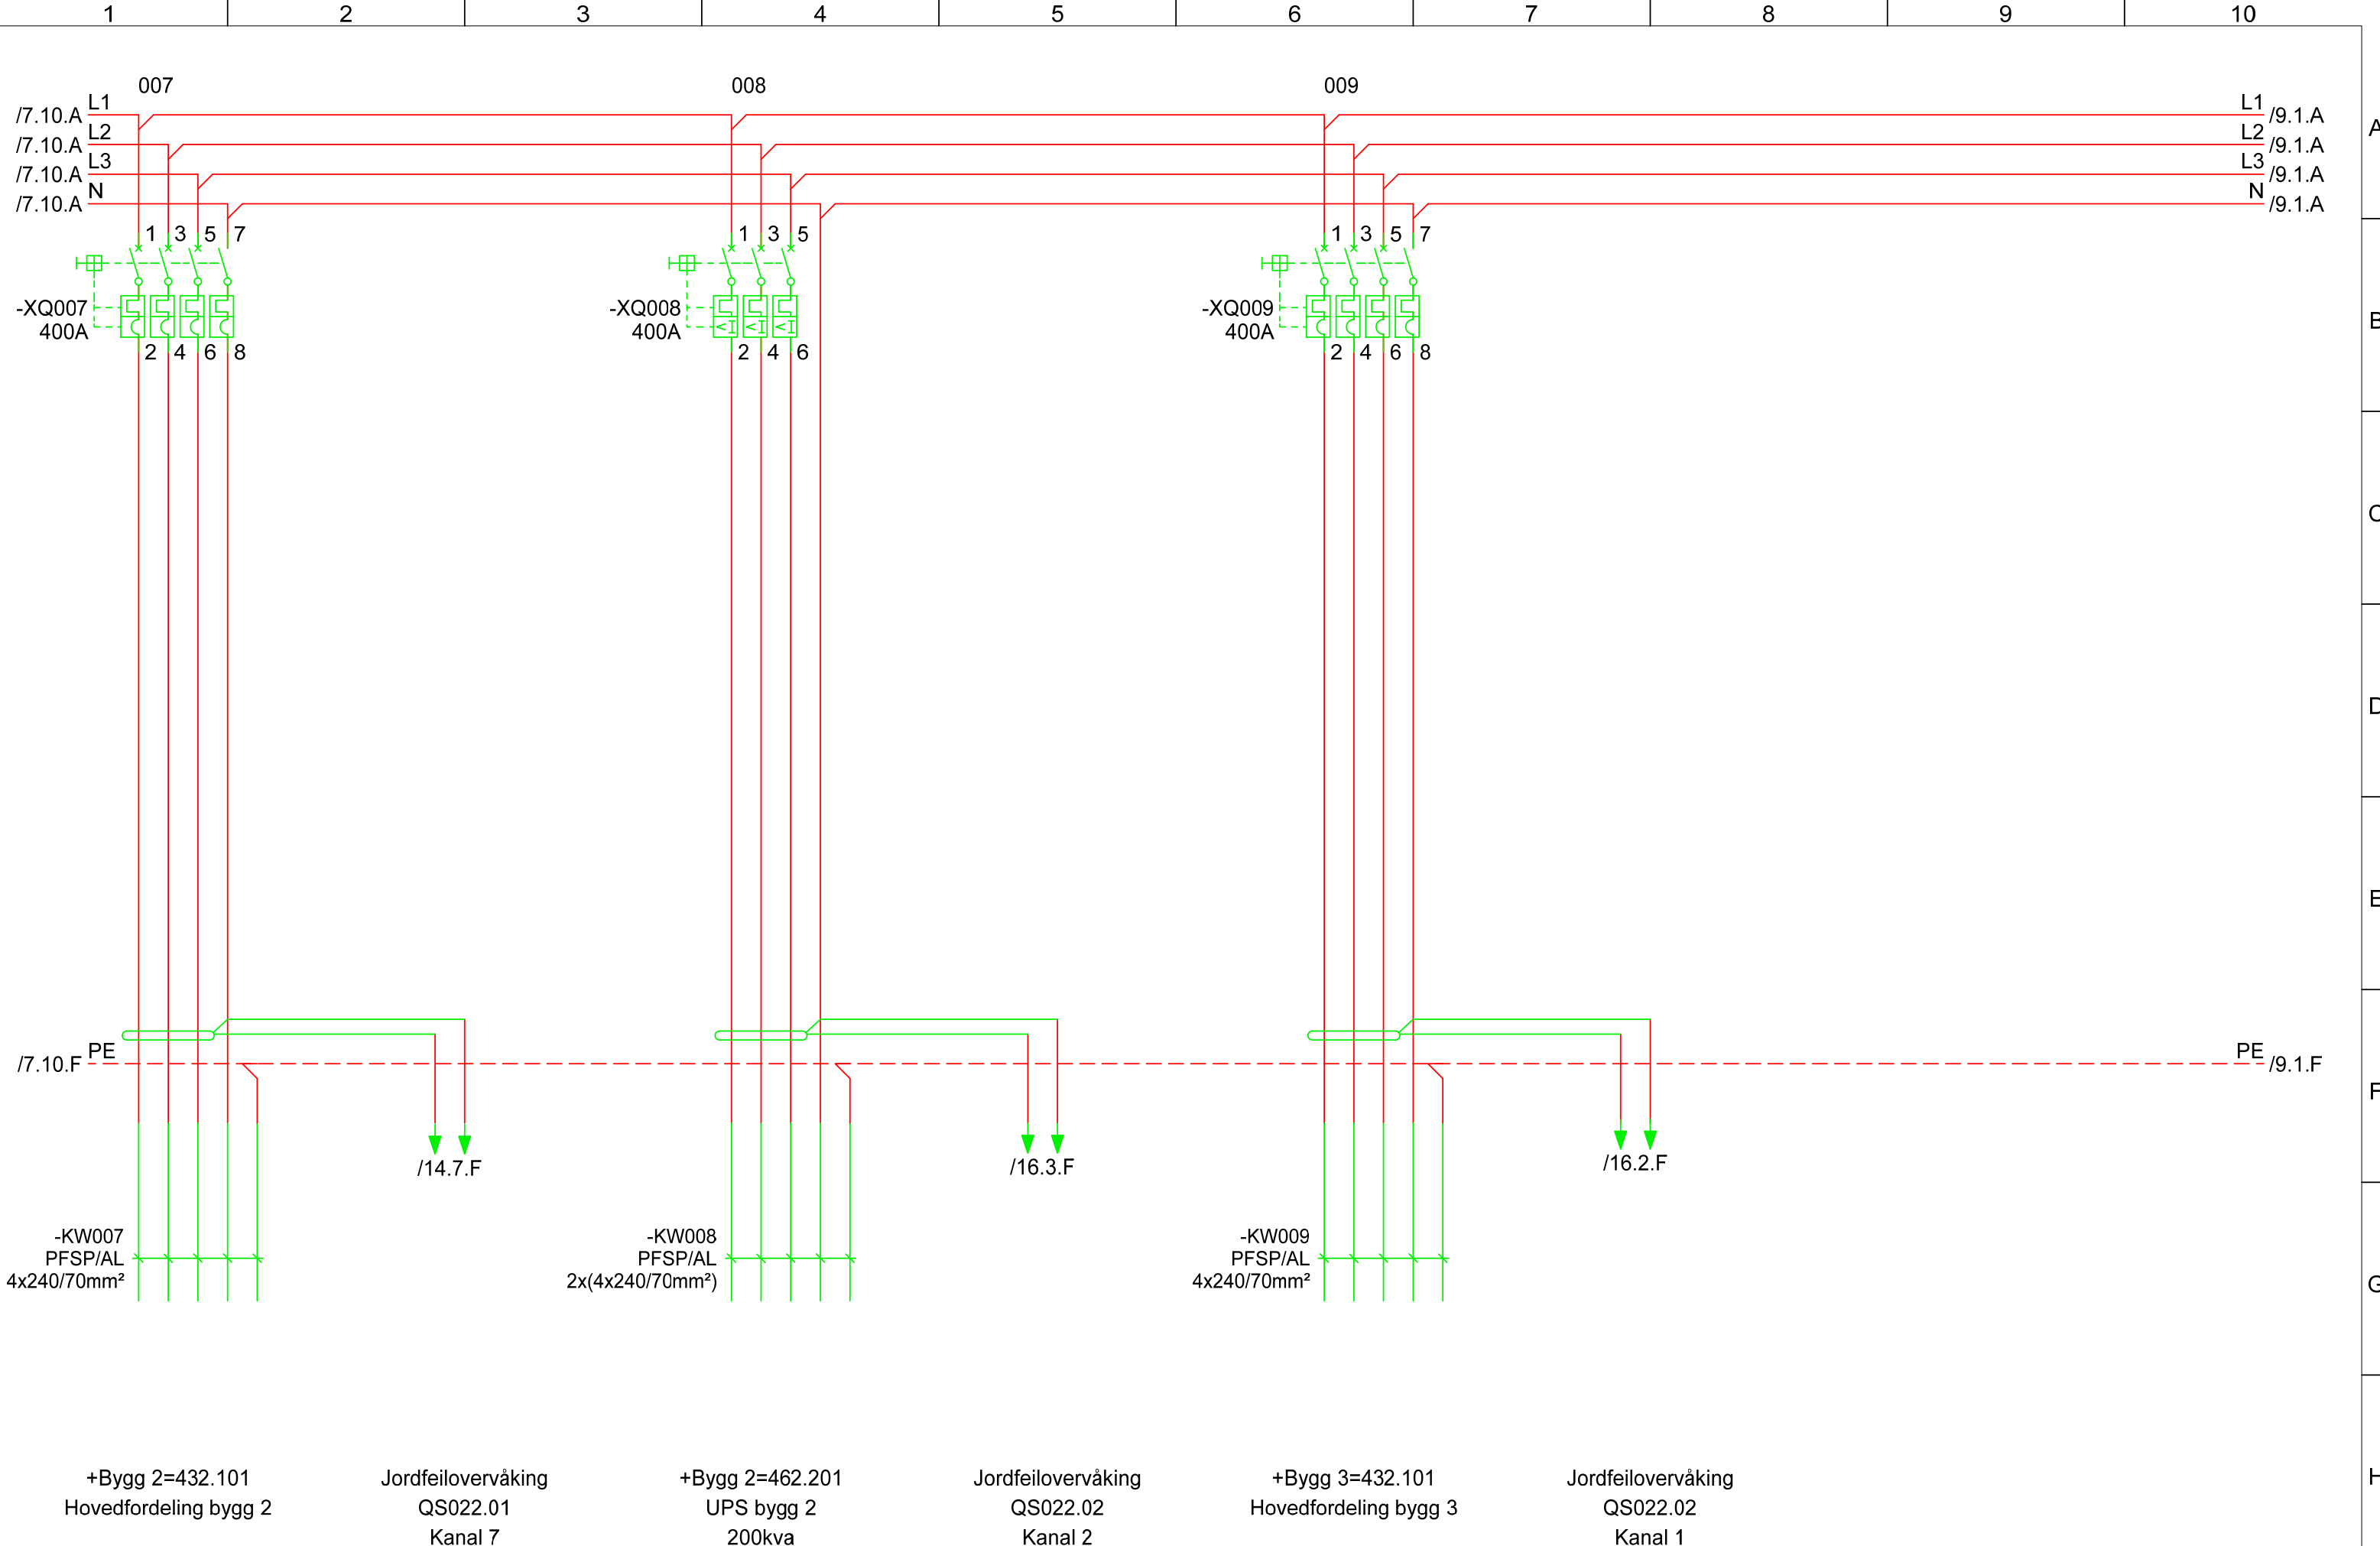 1 2 3 4 5 6 7 8 9 10
007 008 009
L1 L1
/7.10.A /9.1.A
L2 L2
/7.10.A /9.1.A
L3 L3
/7.10.A /9.1.A
N N
/7.10.A /9.1.A
A
1 3 5 7 1 3 5 1 3 5 7
-XQ007 -XQ008 -XQ009
400A 400A 400A
B
2 4 6 8 2 4 6 2 4 6 8
C
D
E
PE PE
/7.10.F /9.1.F
F
/14.7.F /16.3.F /16.2.F
-KW007 -KW008 -KW009
PFSP/AL PFSP/AL PFSP/AL
4x240/70mm² 2x(4x240/70mm²) 4x240/70mm²
G
+Bygg 2=432.101 Jordfeilovervåking +Bygg 2=462.201 Jordfeilovervåking +Bygg 3=432.101 Jordfeilovervåking
H
Hovedfordeling bygg 2 QS022.01 UPS bygg 2 QS022.02 Hovedfordeling bygg 3 QS022.02
Kanal 7 200kva Kanal 2 Kanal 1